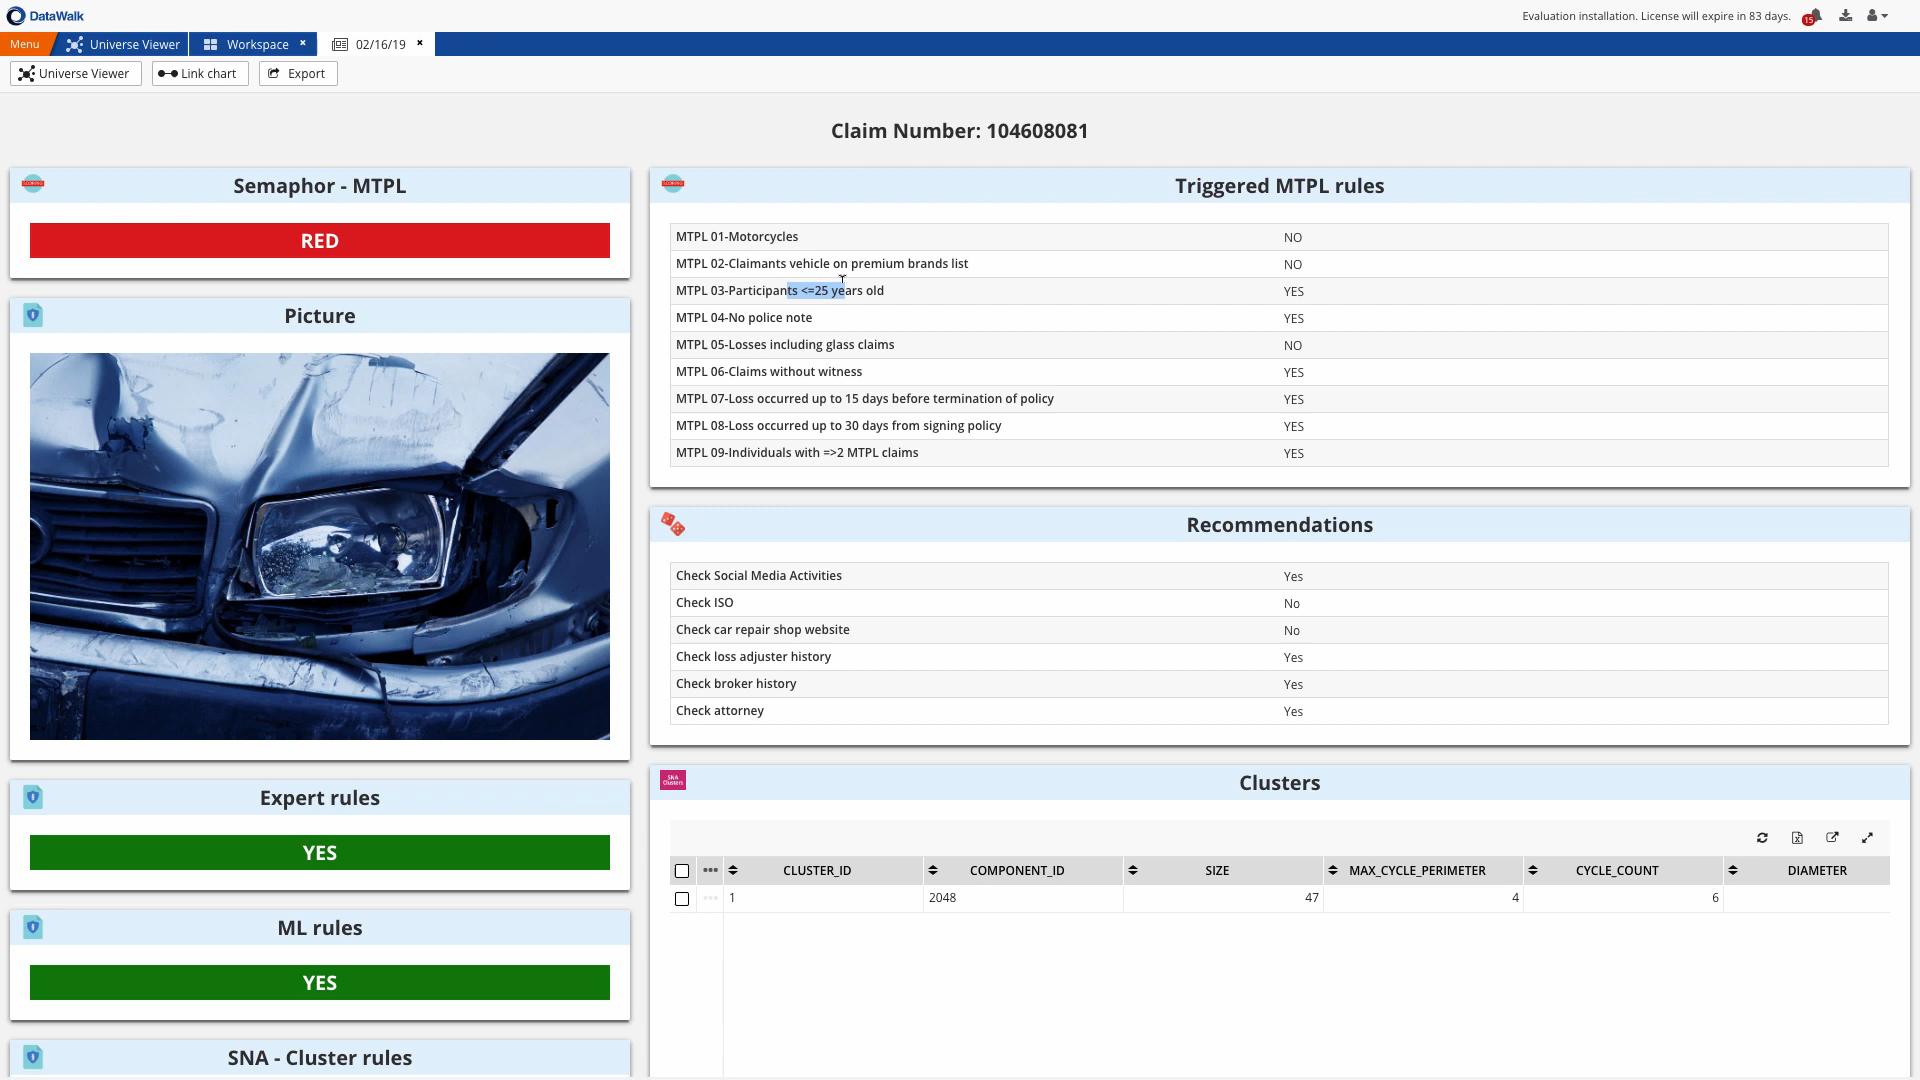 DataWalk
Evaluation installation. License will expire in 83 days.
15
Menu
Universe Viewer
Workspace
02/16/19
Universe Viewer
Link chart
Export
Claim Number: 104608081
Semaphor - MTPL
RED
Picture
Expert rules
YES
ML rules
YES
SNA - Cluster rules
Triggered MTPL rules
MTPL 01-Motorcycles NO
MTPL 02-Claimants vehicle on premium brands list NO
MTPL 03-Participants <=25 years old YES
MTPL 04-No police note YES
MTPL 05-Losses including glass claims NO
MTPL 06-Claims without witness YES
MTPL 07-Loss occurred up to 15 days before termination of policy YES
MTPL 08-Loss occurred up to 30 days from signing policy YES
MTPL 09-Individuals with =>2 MTPL claims YES
Recommendations
Check Social Media Activities Yes
Check ISO No
Check car repair shop website No
Check loss adjuster history Yes
Check broker history Yes
Check attorney Yes
SNA
Clusters
Clusters
CLUSTER_ID COMPONENT_ID SIZE MAX_CYCLE_PERIMETER CYCLE_COUNT DIAMETER
1 2048 47 4 6